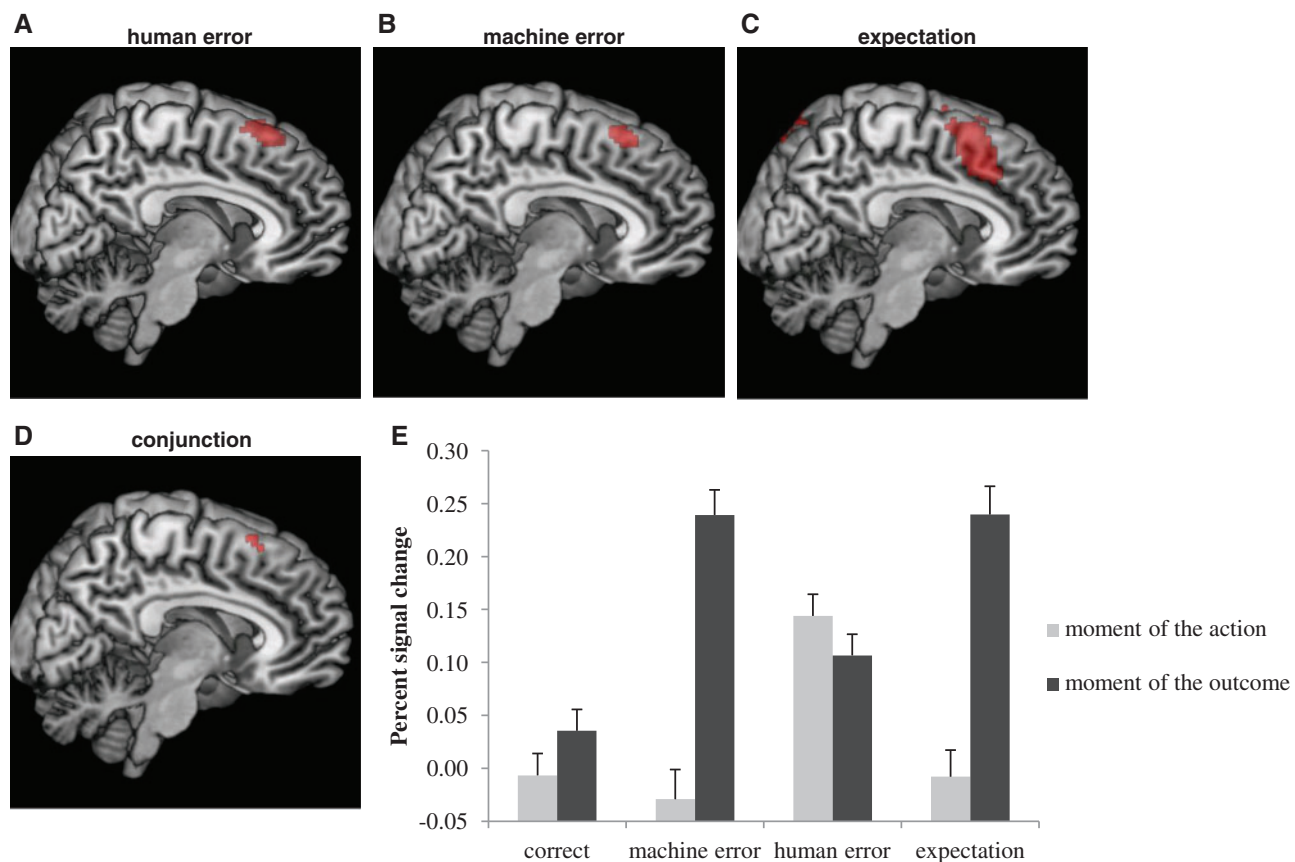 A
human error
B
machine error
C
expectation
D
conjunction
E
0.30
0.25
0.20
0.15
0.10
0.05
0.00
-0.05
Percent signal change
correct
machine error
human error
expectation
moment of the action
moment of the outcome